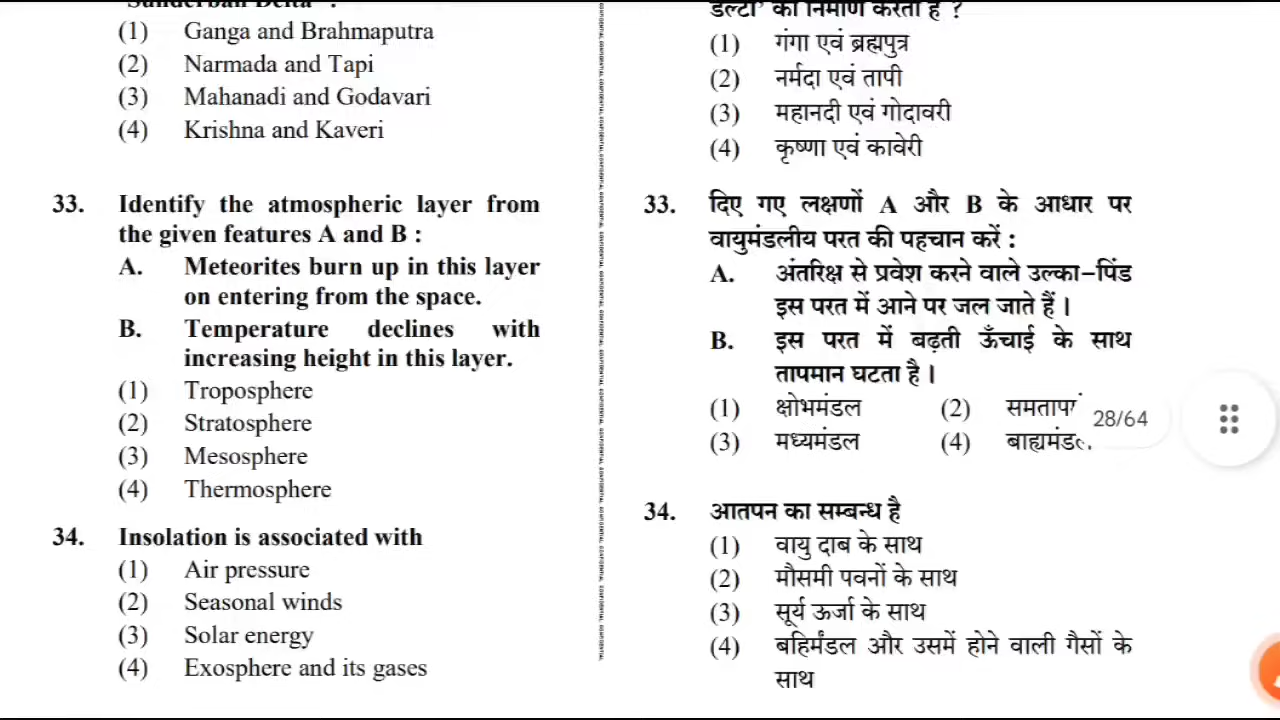 "Sunderban Delta" :
(1) Ganga and Brahmaputra
(2) Narmada and Tapi
(3) Mahanadi and Godavari
(4) Krishna and Kaveri
33. Identify the atmospheric layer from
the given features A and B :
A. Meteorites burn up in this layer
on entering from the space.
B. Temperature declines with
increasing height in this layer.
(1) Troposphere
(2) Stratosphere
(3) Mesosphere
(4) Thermosphere
34. Insolation is associated with
(1) Air pressure
(2) Seasonal winds
(3) Solar energy
(4) Exosphere and its gases
डेल्टा’ का निर्माण करती है ?
(1) गंगा एवं ब्रह्मपुत्र
(2) नर्मदा एवं तापी
(3) महानदी एवं गोदावरी
(4) कृष्णा एवं कावेरी
33. दिए गए लक्षणों A और B के आधार पर
वायुमंडलीय परत की पहचान करें :
A. अंतरिक्ष से प्रवेश करने वाले उल्का-पिंड
इस परत में आने पर जल जाते हैं।
B. इस परत में बढ़ती ऊँचाई के साथ
तापमान घटता है।
(1) क्षोभमंडल (2) समताप
(3) मध्यमंडल (4) बाह्यमंडल
28/64
34. आतपन का सम्बन्ध है
(1) वायु दाब के साथ
(2) मौसमी पवनों के साथ
(3) सूर्य ऊर्जा के साथ
(4) बहिर्मंडल और उसमें होने वाली गैसों के
साथ